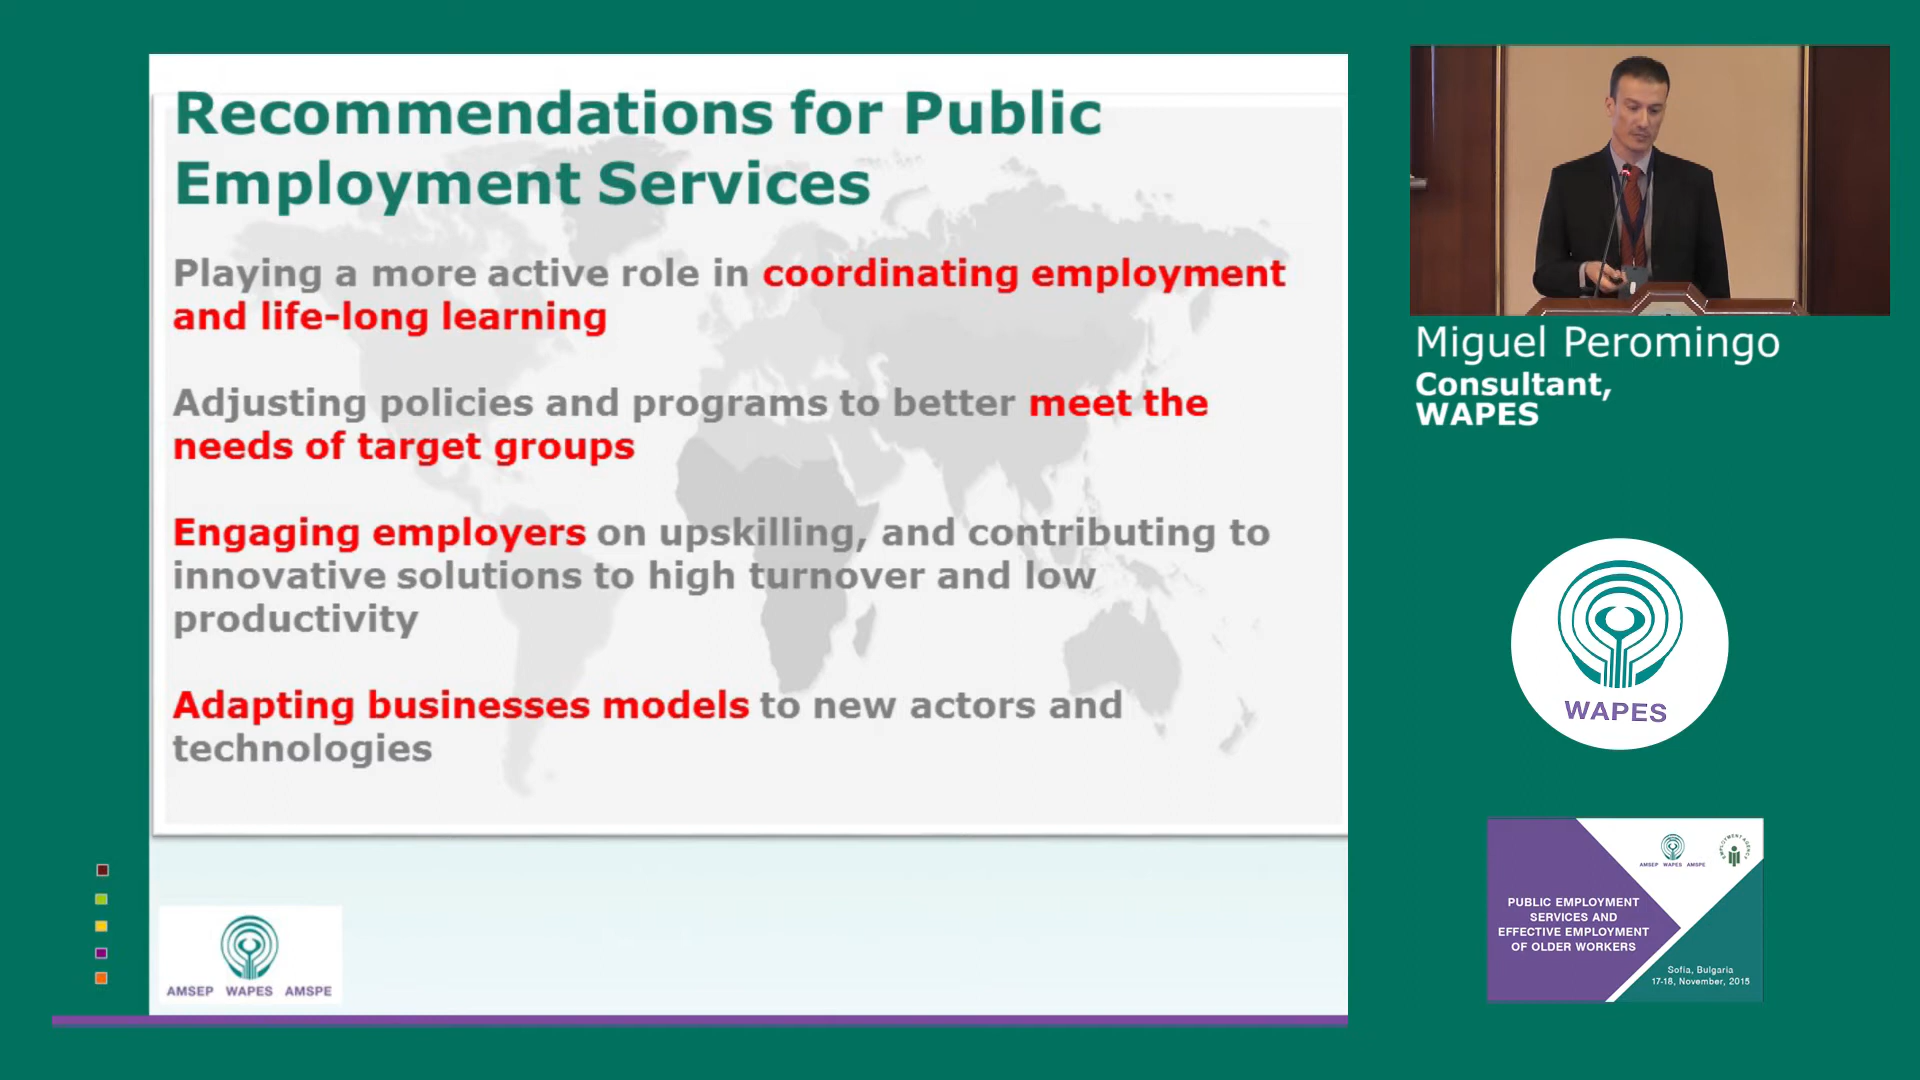 Recommendations for Public
Employment Services
Playing a more active role in coordinating employment
and life-long learning
Adjusting policies and programs to better meet the
needs of target groups
Engaging employers on upskilling, and contributing to
innovative solutions to high turnover and low
productivity
Adapting businesses models to new actors and
technologies
AMSEP WAPES AMSPE
Miguel Peromingo
Consultant,
WAPES
WAPES
AMSEP WAPES AMSPE
EMPLOYMENT AGENCY
PUBLIC EMPLOYMENT
SERVICES AND
EFFECTIVE EMPLOYMENT
OF OLDER WORKERS
Sofia, Bulgaria
17-18, November, 2015